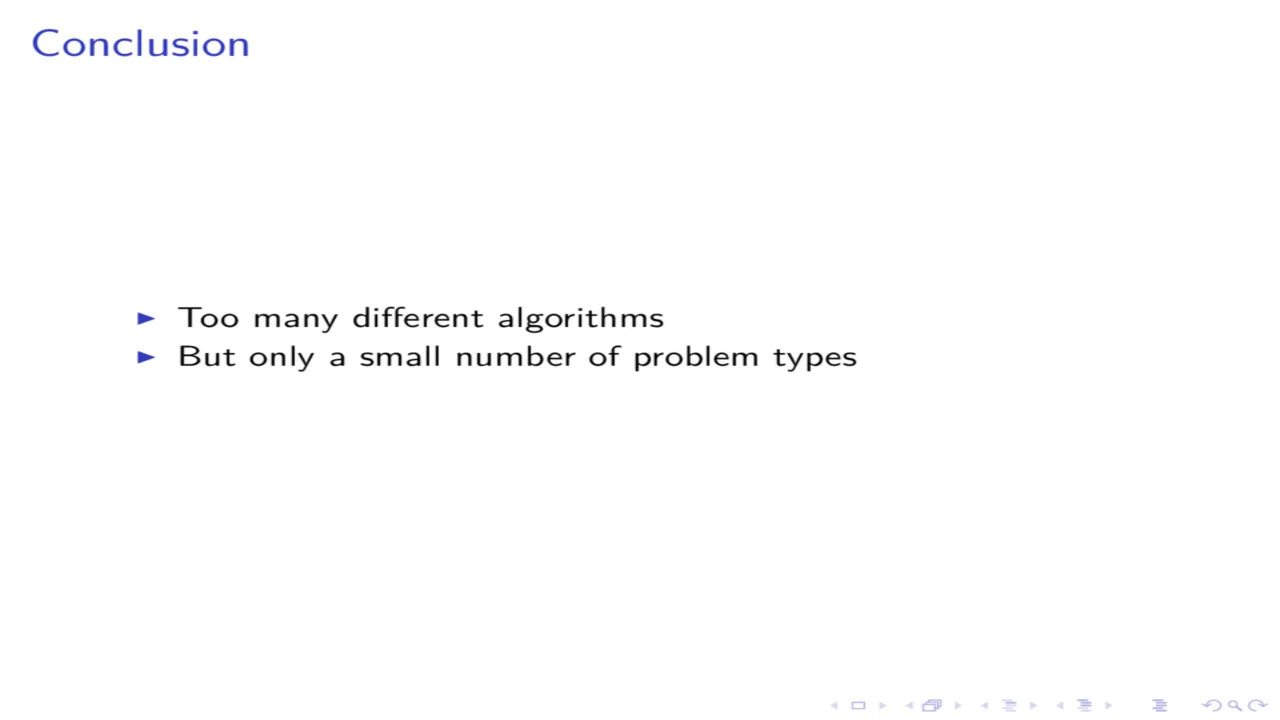 Conclusion
Too many different algorithms
But only a small number of problem types